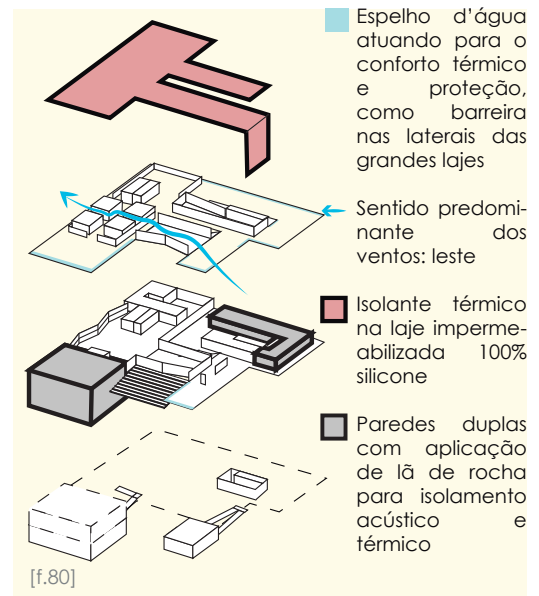 Espelho d'água
atuando para o
conforto térmico
e proteção,
como barreira
nas laterais das
grandes lajes
Sentido predomi-
nante dos
ventos: leste
Isolante térmico
na laje imperme-
abilizada 100%
silicone
Paredes duplas
com aplicação
de lã de rocha
para isolamento
acústico e
térmico
[f.80]